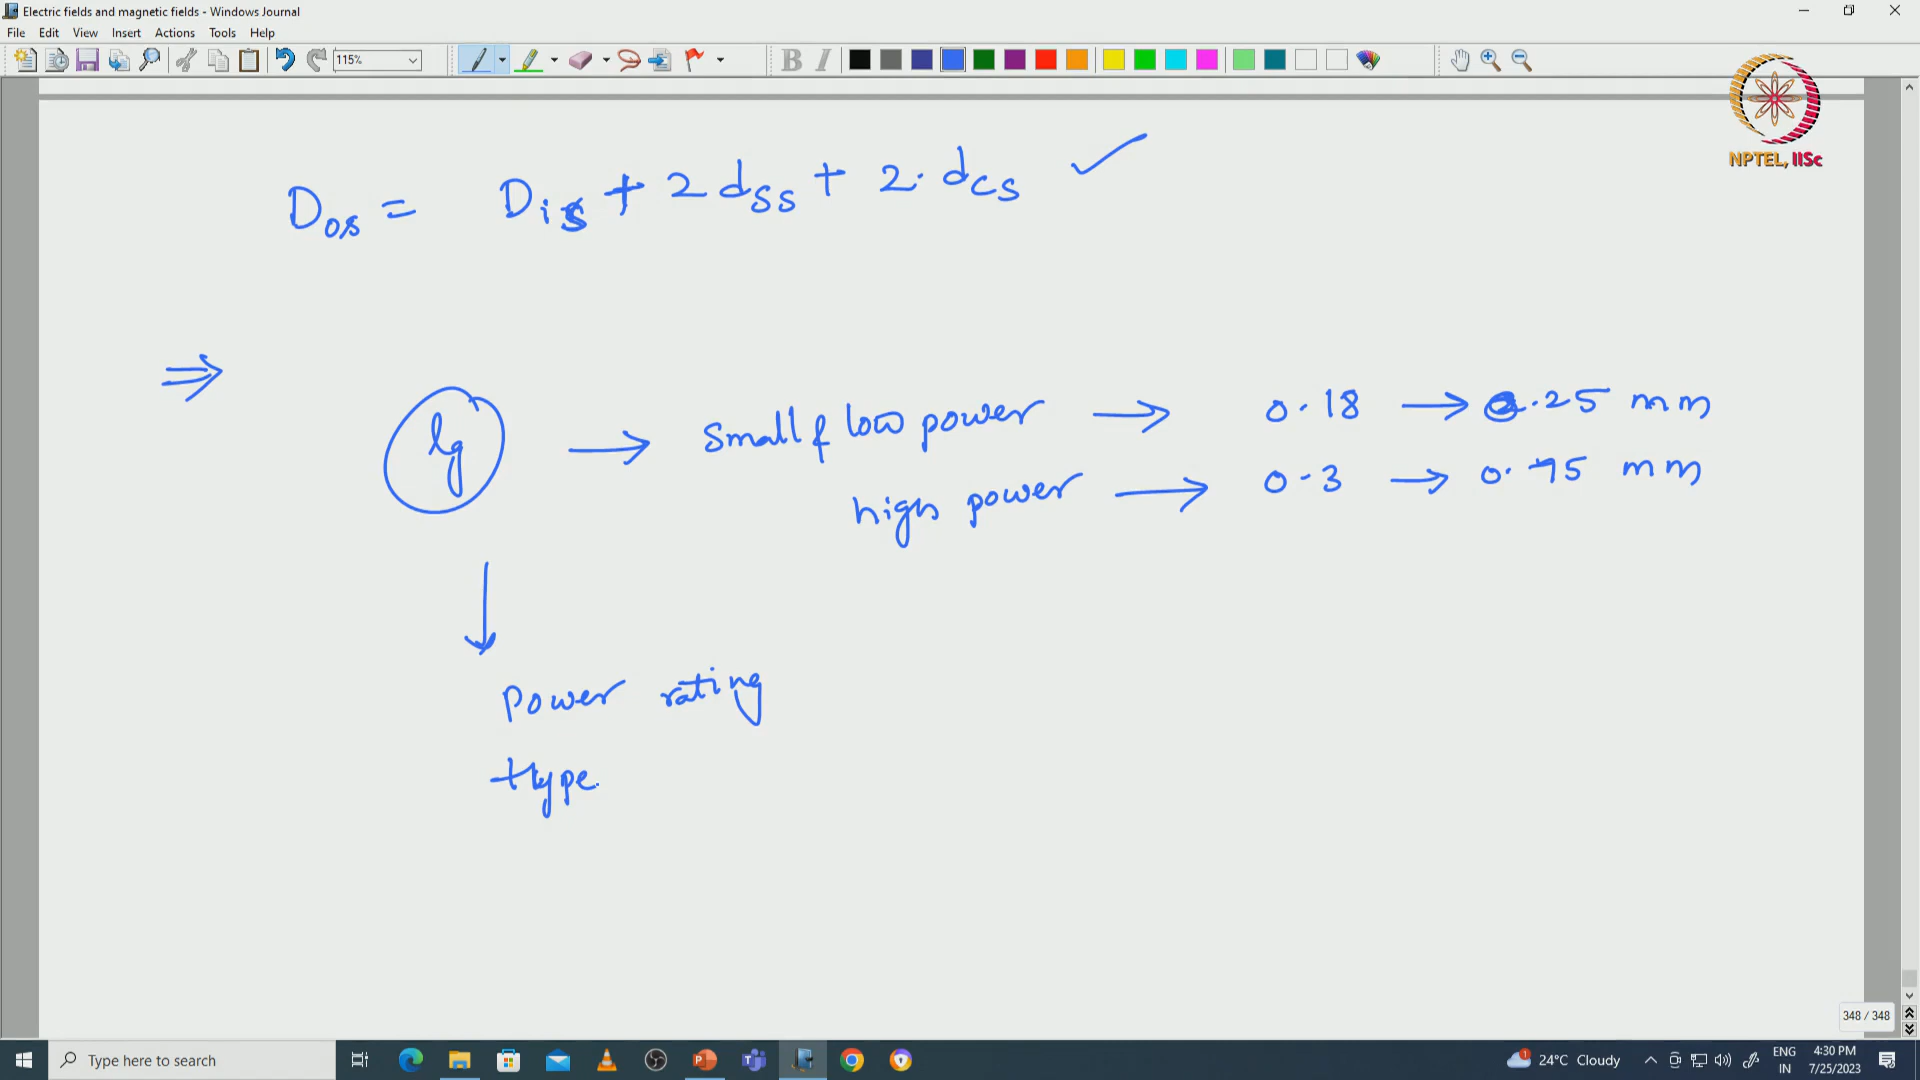 Electric fields and magnetic fields - Windows Journal
File Edit View Insert Actions Tools Help
115%
B I
NPTEL, IISc
Dos = Dis + 2 dss + 2. dcs ✓
⇒
lg → Small & low power → 0.18 → 0.25 mm
high power → 0.3 → 0.75 mm
↓
Power rating
type
348 / 348
Type here to search
24°C Cloudy
ENG
IN
4:30 PM
7/25/2023